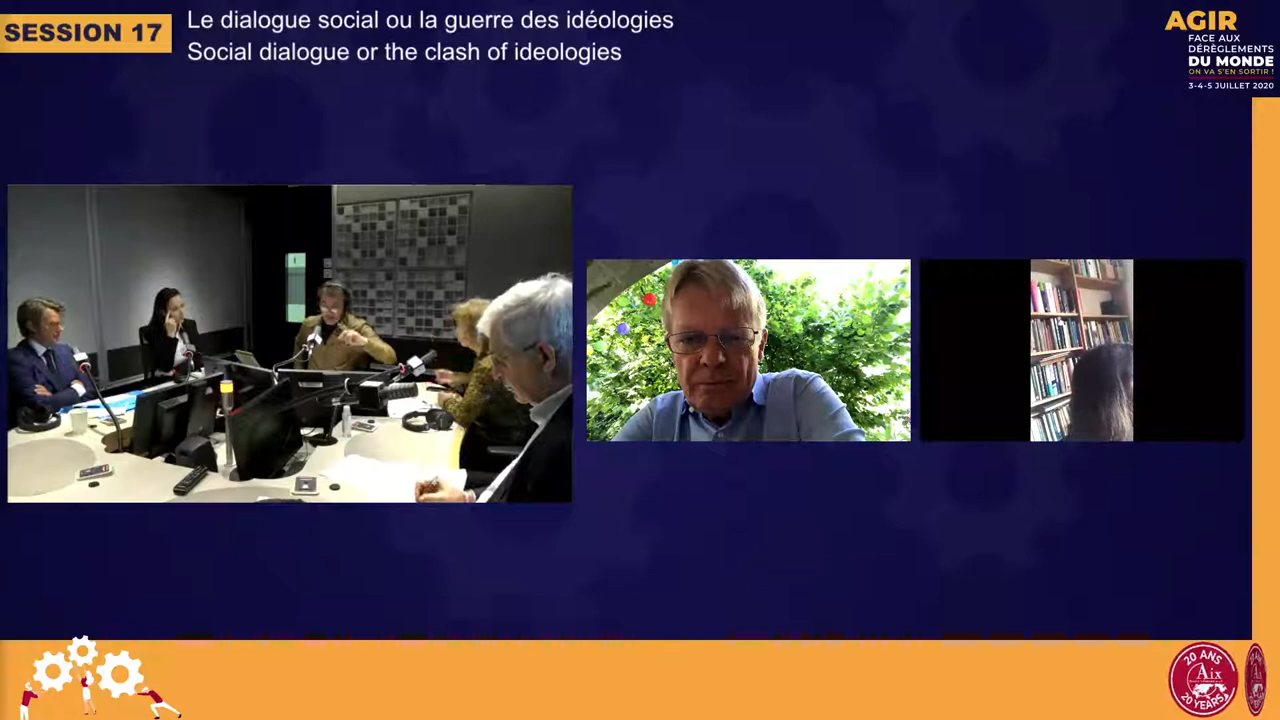 SESSION 17
Le dialogue social ou la guerre des idéologies
Social dialogue or the clash of ideologies
AGIR
FACE AUX
DÉRÈGLEMENTS
DU MONDE
ON VA S'EN SORTIR !
3-4-5 JUILLET 2020
20 ANS
Aix
20 YEARS